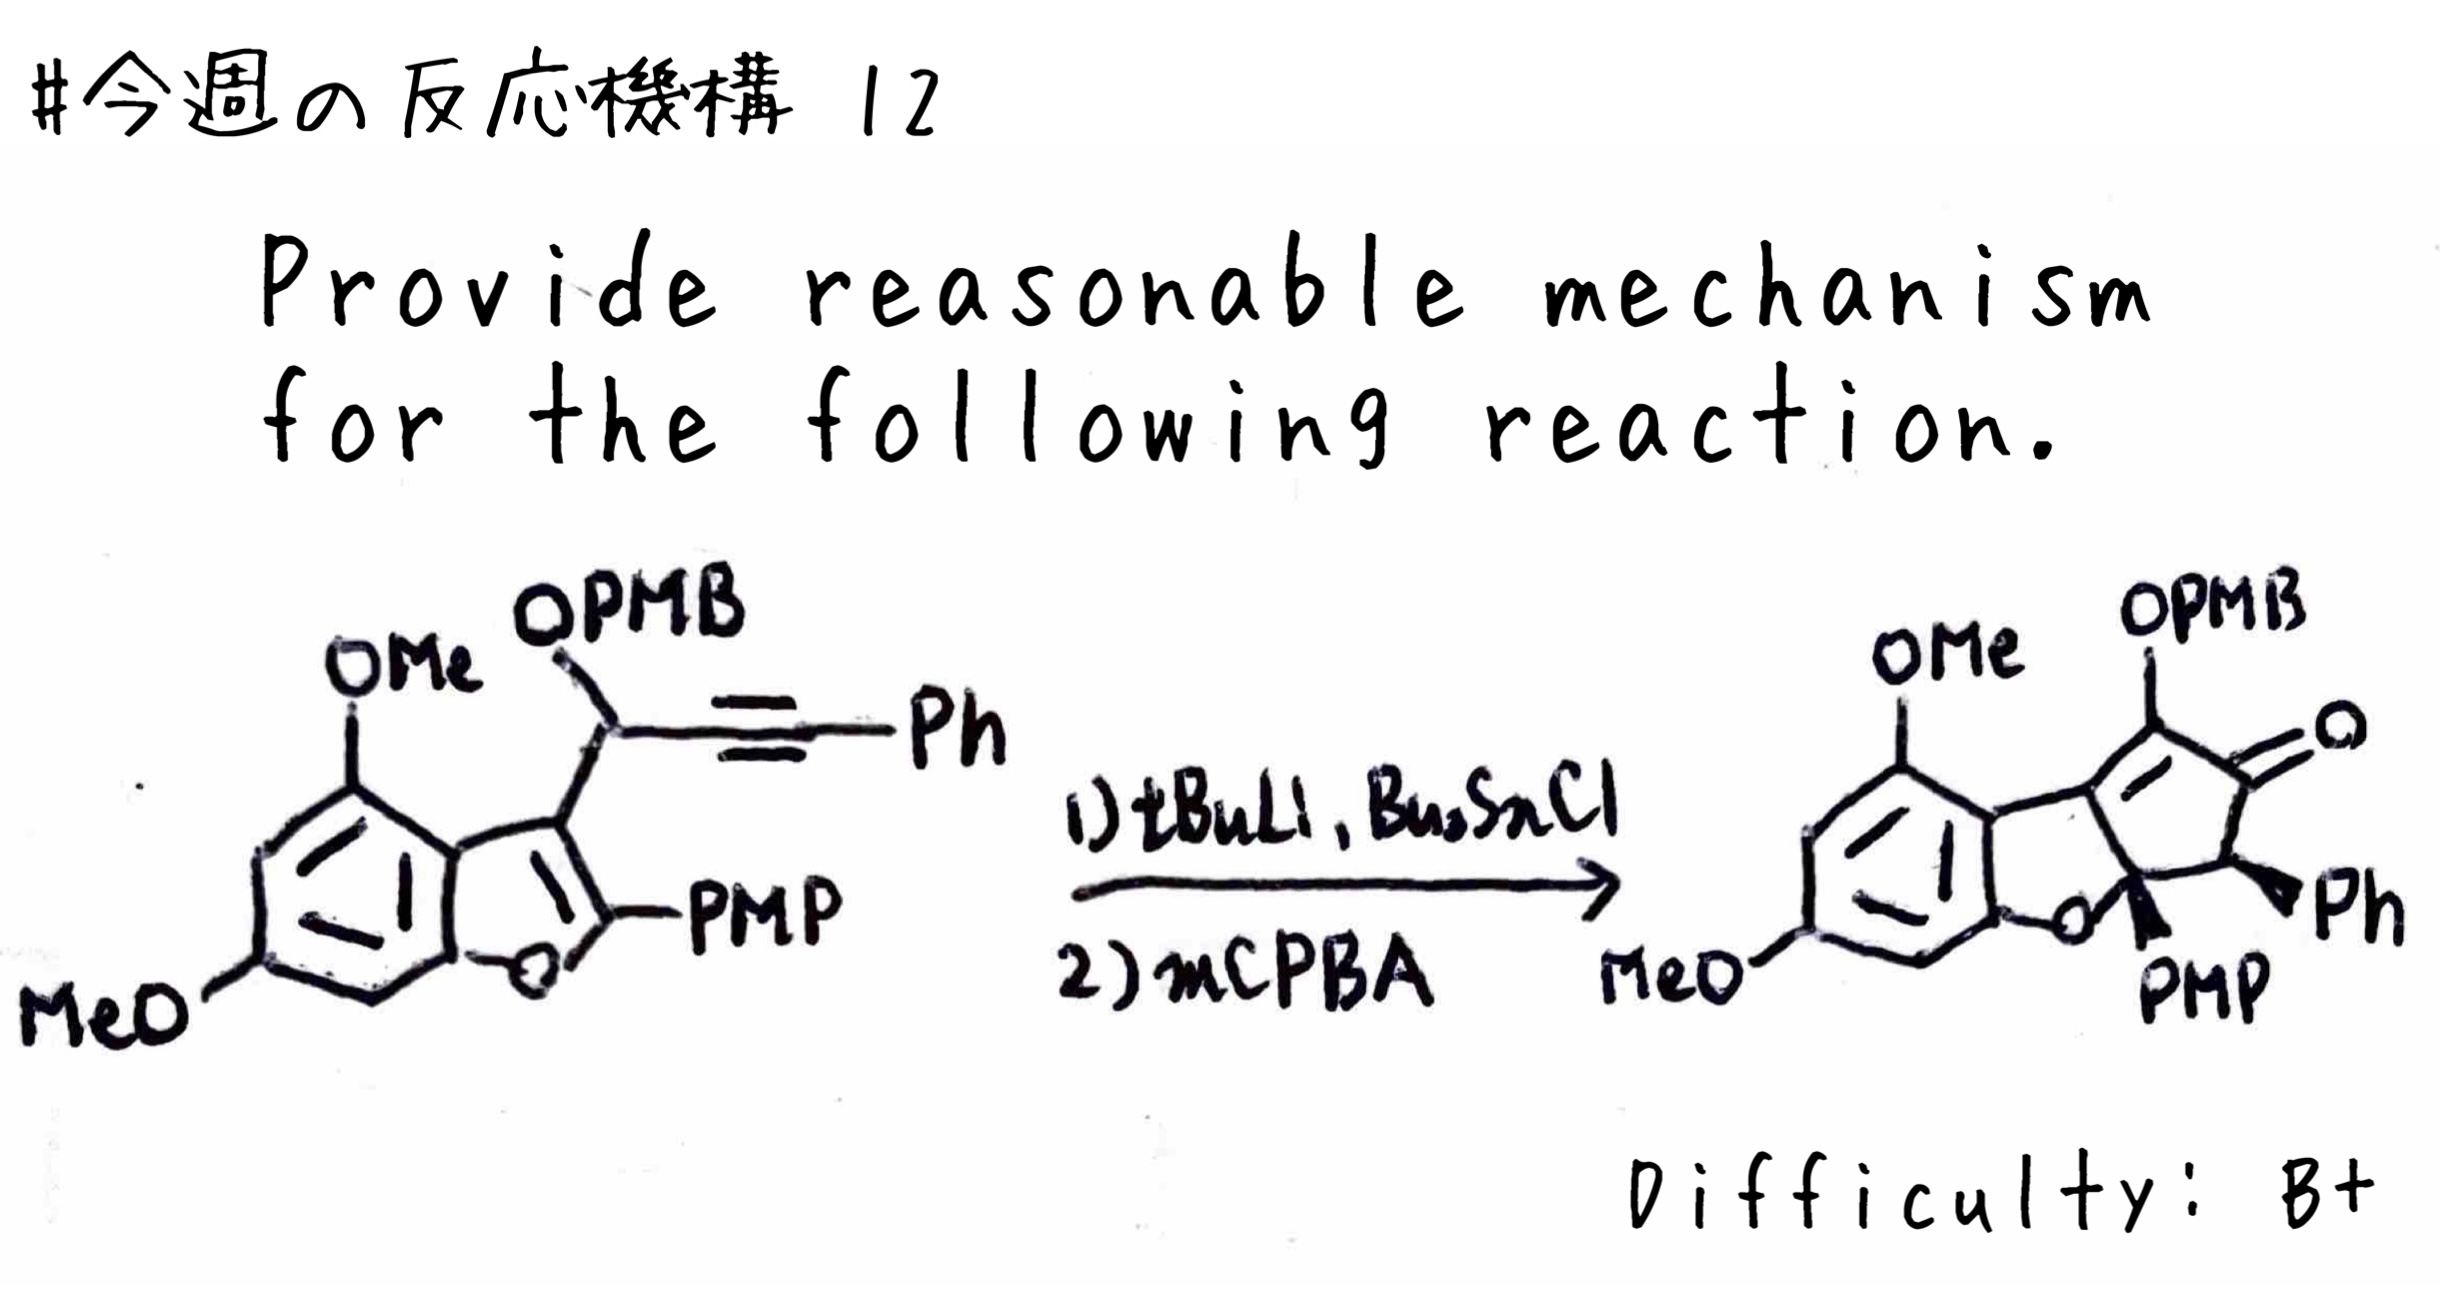 #今週の反応機構 12
Provide reasonable mechanism
for the following reaction.
OPMB
OMe
Ph
PMP
O
MeO
1) tBuLi, Bu3SnCl
2) mCPBA
OPMB
OMe
O
Ph
O
PMP
MeO
Difficulty: B+